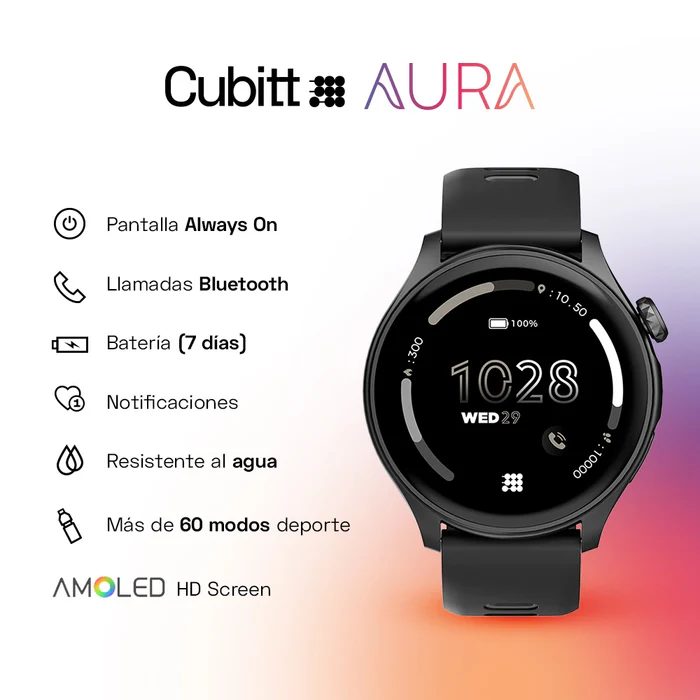 Cubitt AURA
Pantalla Always On
Llamadas Bluetooth
Batería (7 días)
Notificaciones
1
Resistente al agua
Más de 60 modos deporte
AMOLED HD Screen
:10.50
100%
:300
1028
WED 29
:10000